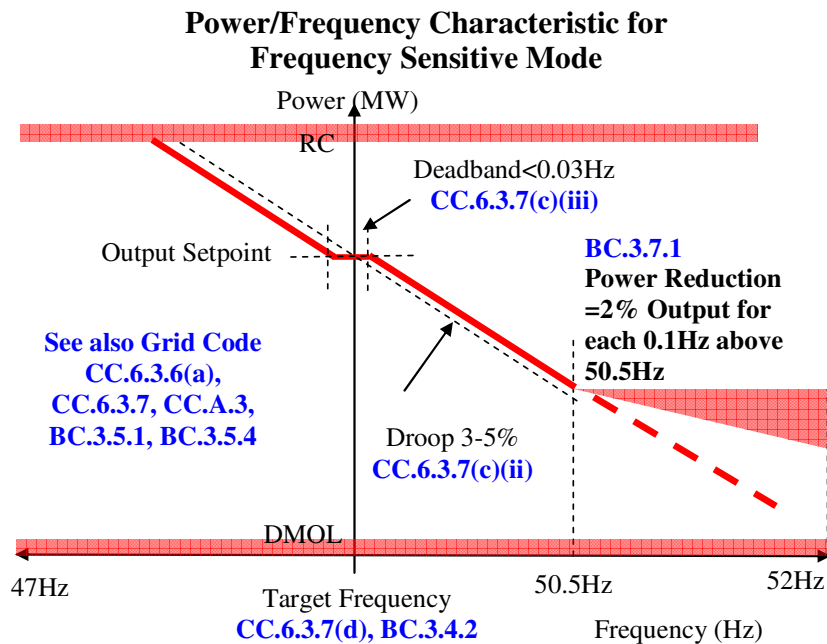 Power/Frequency Characteristic for
Frequency Sensitive Mode
Power (MW)
RC
Deadband<0.03Hz
CC.6.3.7(c)(iii)
Output Setpoint
BC.3.7.1
Power Reduction
=2% Output for
each 0.1Hz above
50.5Hz
See also Grid Code
CC.6.3.6(a),
CC.6.3.7, CC.A.3,
BC.3.5.1, BC.3.5.4
Droop 3-5%
CC.6.3.7(c)(ii)
DMOL
47Hz
50.5Hz
52Hz
Target Frequency
CC.6.3.7(d), BC.3.4.2
Frequency (Hz)